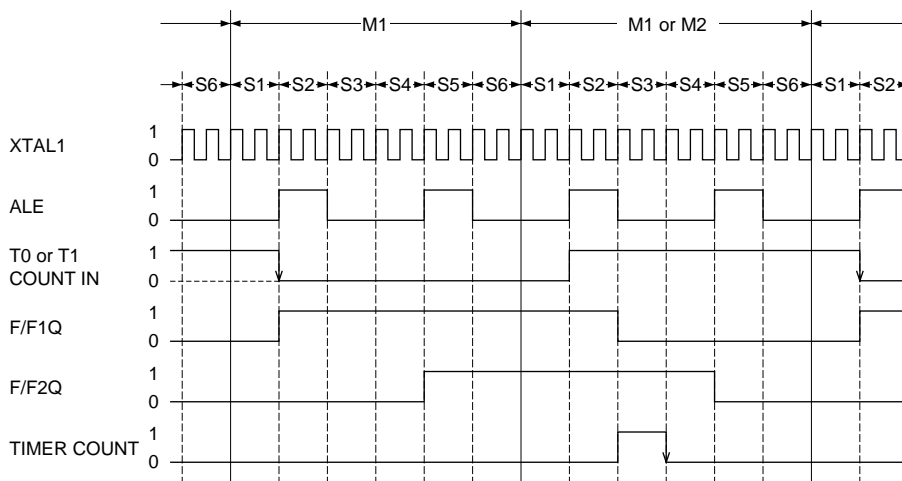 M1 M1 or M2
S6 S1 S2 S3 S4 S5 S6 S1 S2 S3 S4 S5 S6 S1 S2
XTAL1 1
0
ALE 1
0
T0 or T1 1
COUNT IN 0
F/F1Q 1
0
F/F2Q 1
0
TIMER COUNT 1
0